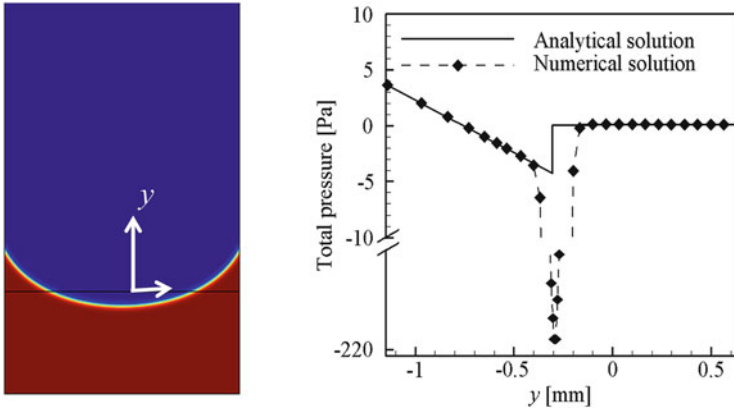 y
10
5
0
-5
-10
-220
Total pressure [Pa]
Analytical solution
Numerical solution
-1
-0.5
0
0.5
y [mm]